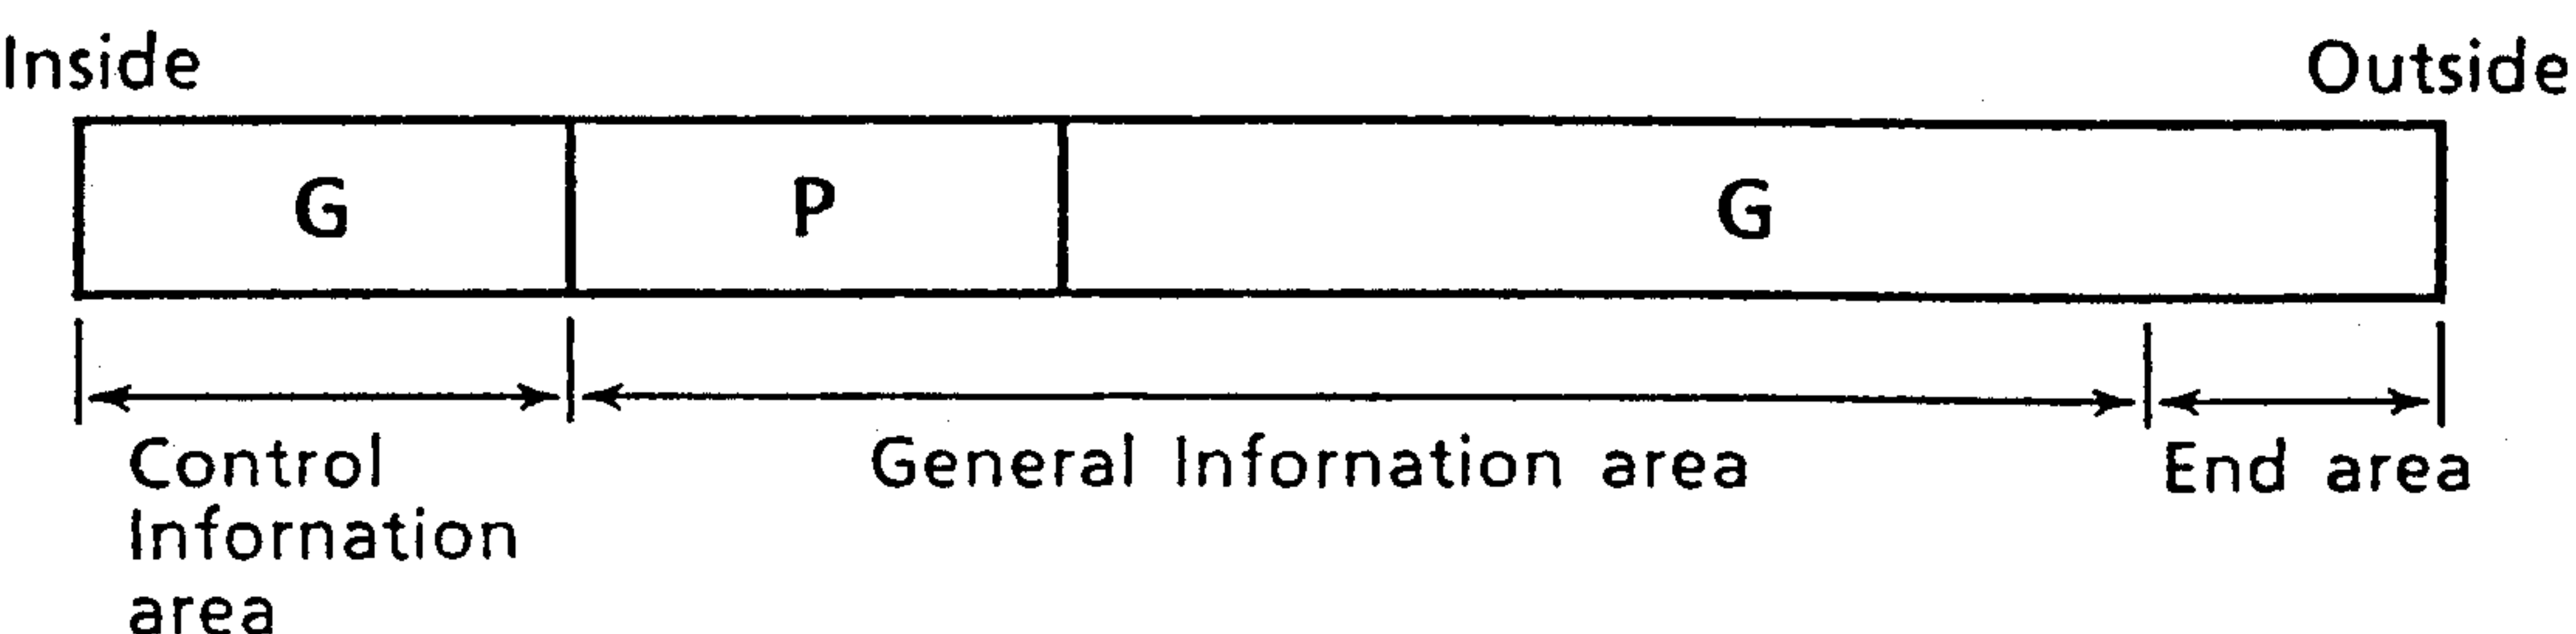 Inside
Outside
G
P
G
Control
Infornation
area
General Infornation area
End area